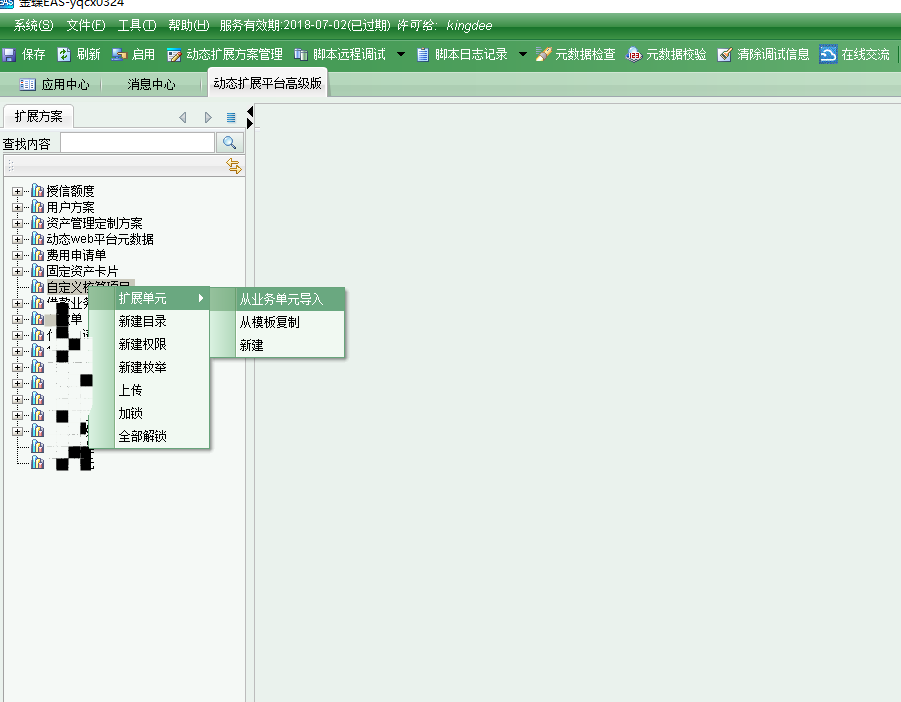 金蝶EAS-yqcx0324
系统(S) 文件(F) 工具(T) 帮助(H) 服务有效期:2018-07-02(已过期) 许可给: kingdee
保存 刷新 启用 动态扩展方案管理 脚本远程调试 脚本日志记录 元数据检查 元数据校验 清除调试信息 在线交流
应用中心 消息中心 动态扩展平台高级版
扩展方案
查找内容
授信额度
用户方案
资产管理定制方案
动态web平台元数据
费用申请单
固定资产卡片
自定义核算项目
借款业务
单
扩展单元
新建目录
新建权限
新建枚举
上传
加锁
全部解锁
从业务单元导入
从模板复制
新建